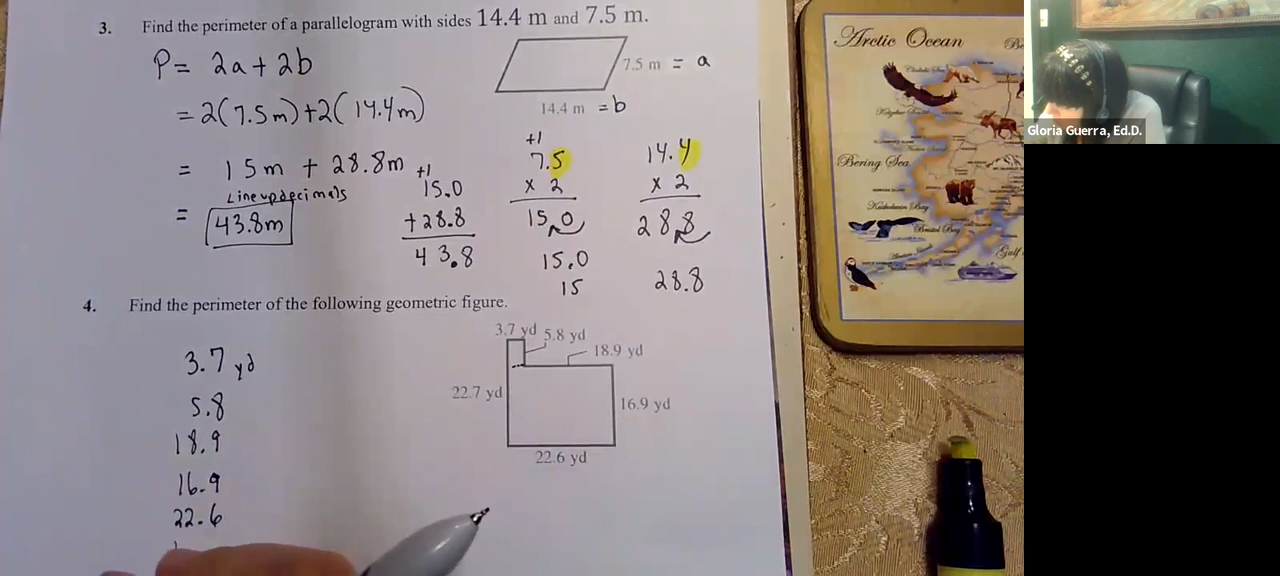 3. Find the perimeter of a parallelogram with sides 14.4 m and 7.5 m.
P = 2a + 2b
= 2(7.5m) + 2(14.4m)
= 15m + 28.8m
Line up decimals
= 43.8m
+1
15.0
+28.8
43.8
7.5 m = a
14.4 m = b
+1
7.5
x 2
15.0
15.0
15
14.4
x 2
28.8
28.8
4. Find the perimeter of the following geometric figure.
3.7 yd
5.8
18.9
16.9
22.6
3.7 yd 5.8 yd
18.9 yd
22.7 yd
16.9 yd
22.6 yd
Arctic Ocean
Bering Sea
Bristol Bay
Gulf
Gloria Guerra, Ed.D.